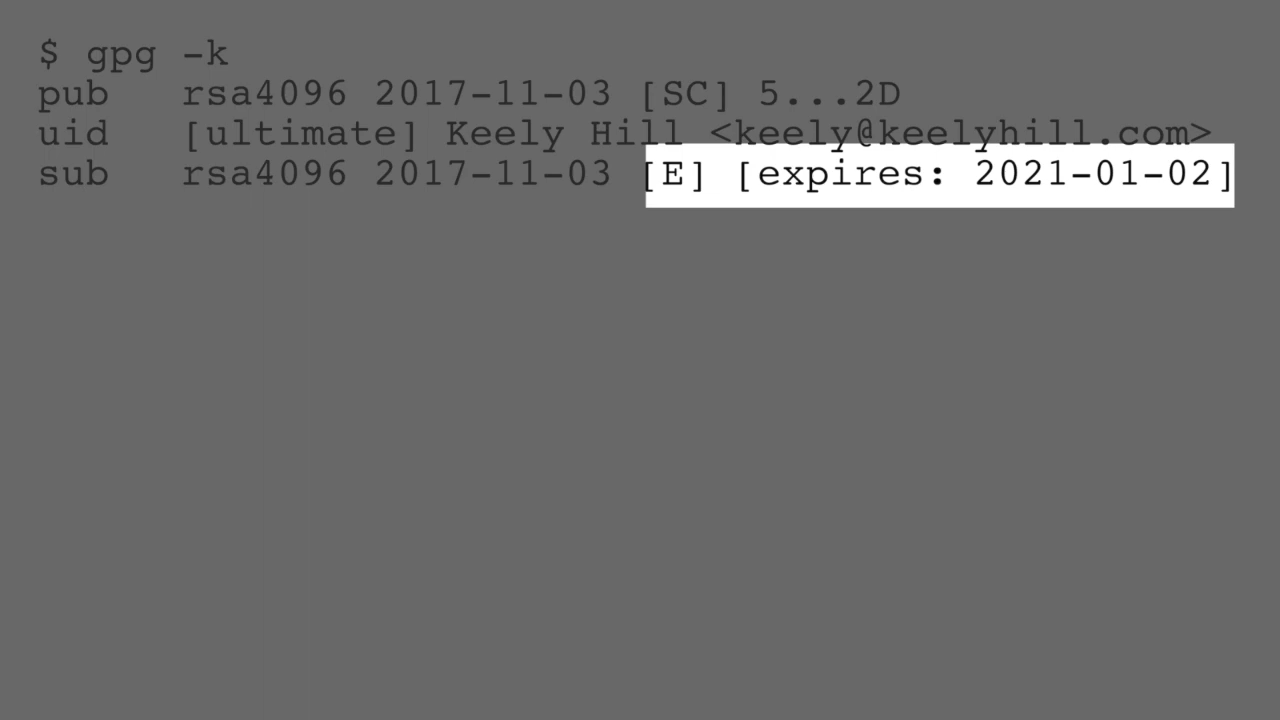 $ gpg -k
pub   rsa4096 2017-11-03 [SC] 5...2D
uid   [ultimate] Keely Hill <keely@keelyhill.com>
sub   rsa4096 2017-11-03 [E] [expires: 2021-01-02]